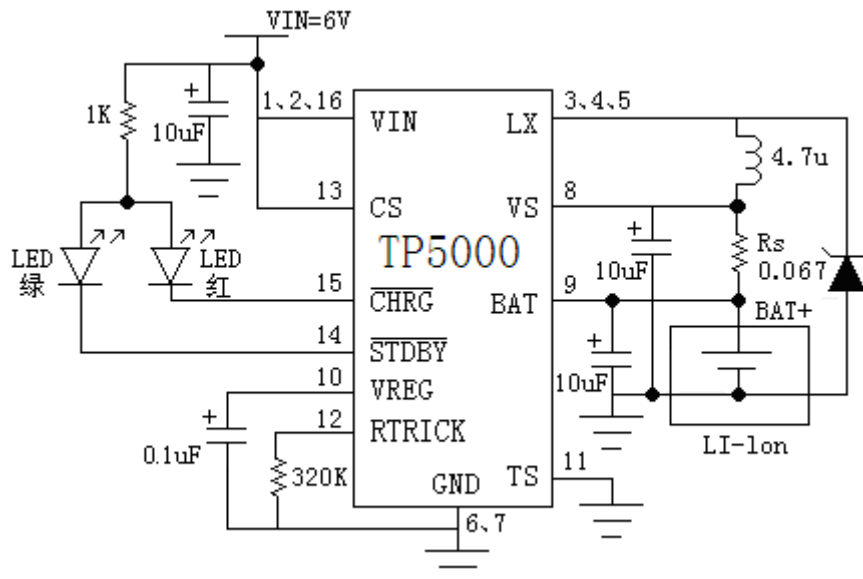 VIN=6V
1K
10uF
1、2、16
VIN
LX
3、4、5
4.7u
13
CS
VS
8
TP5000
LED
绿
LED
红
10uF
Rs
0.067
15
CHRG
BAT
9
BAT+
14
STDBY
10
VREG
10uF
12
RTRICK
0.1uF
320K
LI-lon
GND
TS
11
6、7